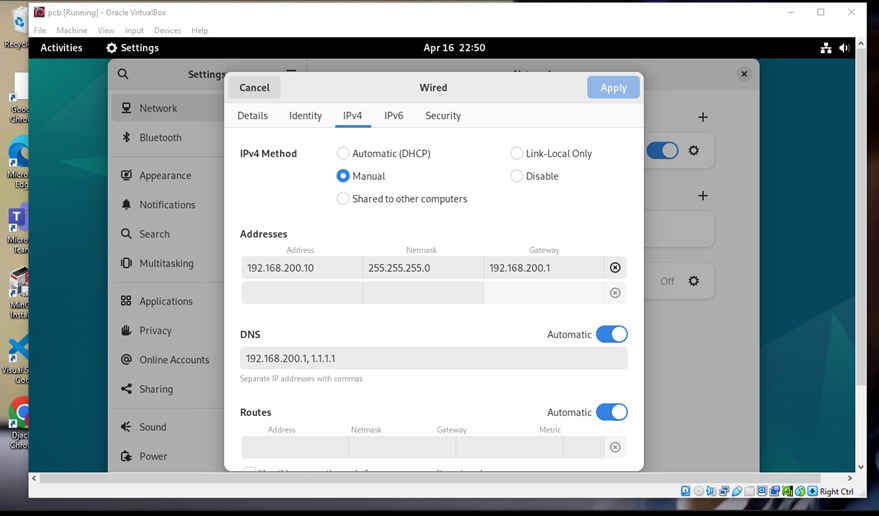 pcb [Running] - Oracle VirtualBox
File Machine View Input Devices Help
Activities Settings Apr 16 22:50
Settings
Cancel Wired Apply
Details Identity IPv4 IPv6 Security
Network
Bluetooth
Appearance
Notifications
Search
Multitasking
Applications
Privacy
Online Accounts
Sharing
Sound
Power
IPv4 Method Automatic (DHCP) Link-Local Only
Manual Disable
Shared to other computers
Addresses
Address Netmask Gateway
192.168.200.10 255.255.255.0 192.168.200.1
DNS Automatic
192.168.200.1, 1.1.1.1
Separate IP addresses with commas
Routes Automatic
Address Netmask Gateway Metric
Off
Right Ctrl